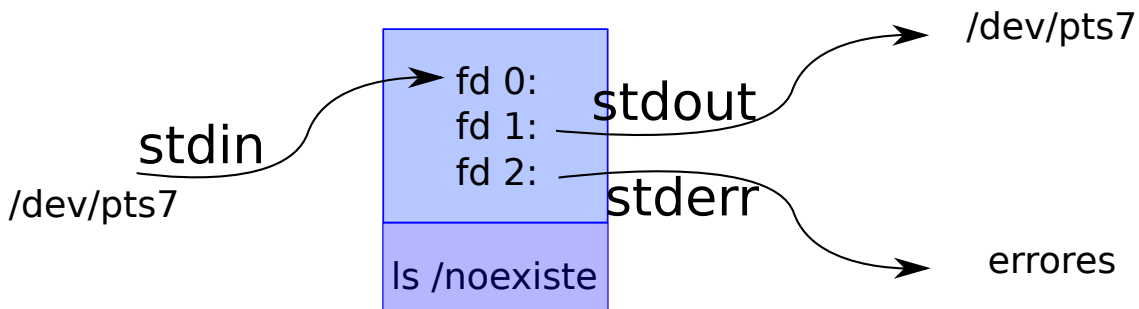 /dev/pts7
fd 0:
stdout
fd 1:
stdin
fd 2:
stderr
/dev/pts7
errores
ls /noexiste